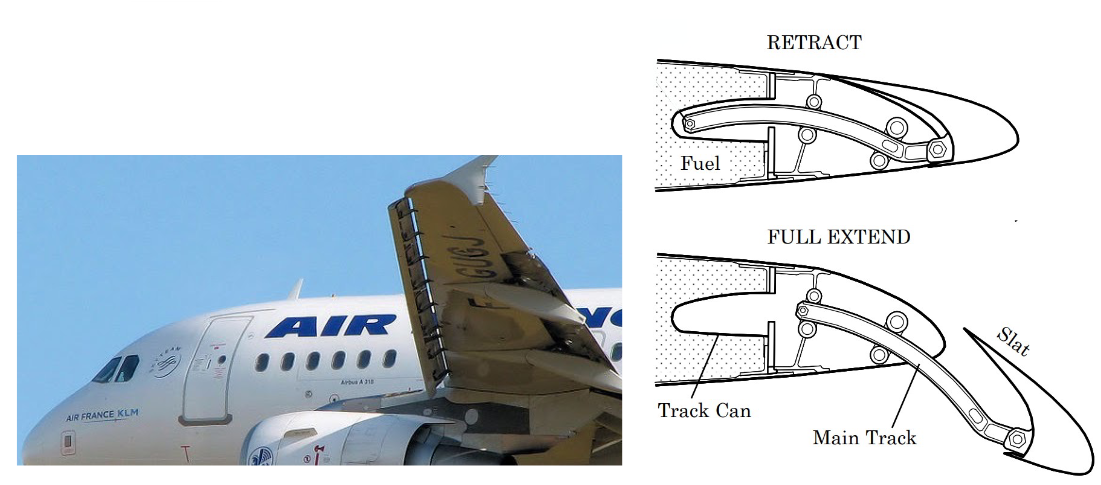 AIR
Airbus A 318
AIR FRANCE KLM
GUGJ
RETRACT
Fuel
FULL EXTEND
Slat
Track Can
Main Track